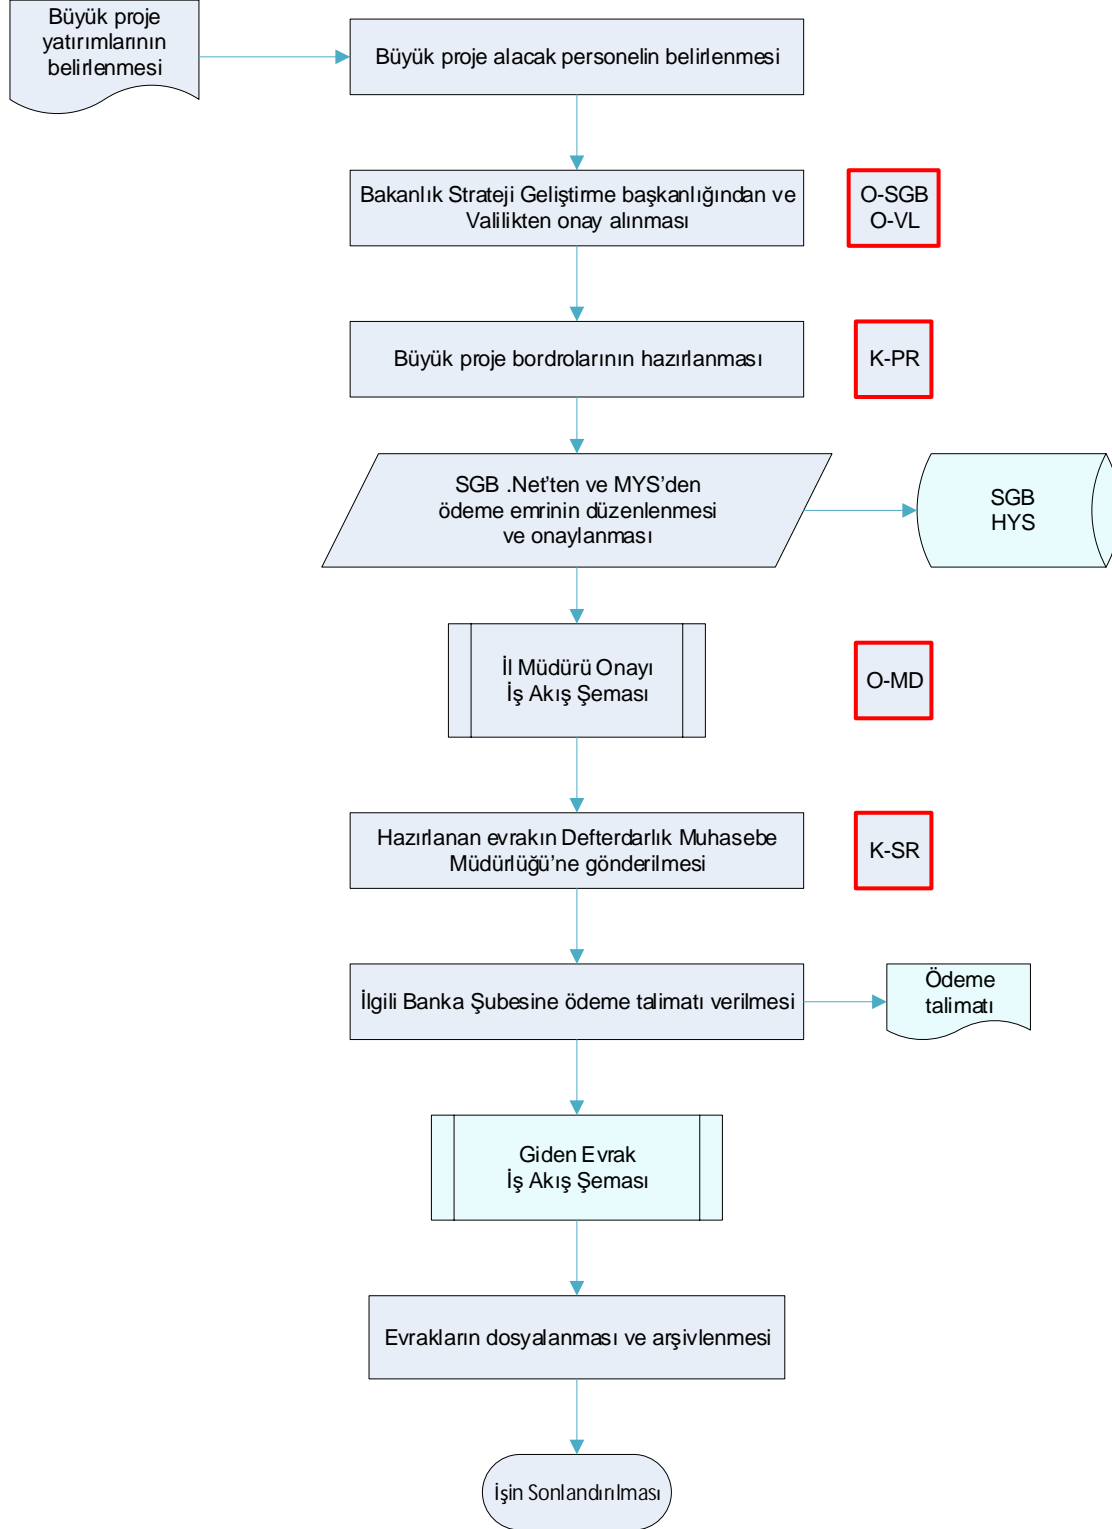 Büyük proje
yatırımlarının
belirlenmesi
Büyük proje alacak personelin belirlenmesi
Bakanlık Strateji Geliştirme başkanlığından ve
Valilikten onay alınması
O-SGB
O-VL
Büyük proje bordrolarının hazırlanması
K-PR
SGB .Net’ten ve MYS’den
ödeme emrinin düzenlenmesi
ve onaylanması
SGB
HYS
İl Müdürü Onayı
İş Akış Şeması
O-MD
Hazırlanan evrakın Defterdarlık Muhasebe
Müdürlüğü’ne gönderilmesi
K-SR
İlgili Banka Şubesine ödeme talimatı verilmesi
Ödeme
talimatı
Giden Evrak
İş Akış Şeması
Evrakların dosyalanması ve arşivlenmesi
İşin Sonlandırılması